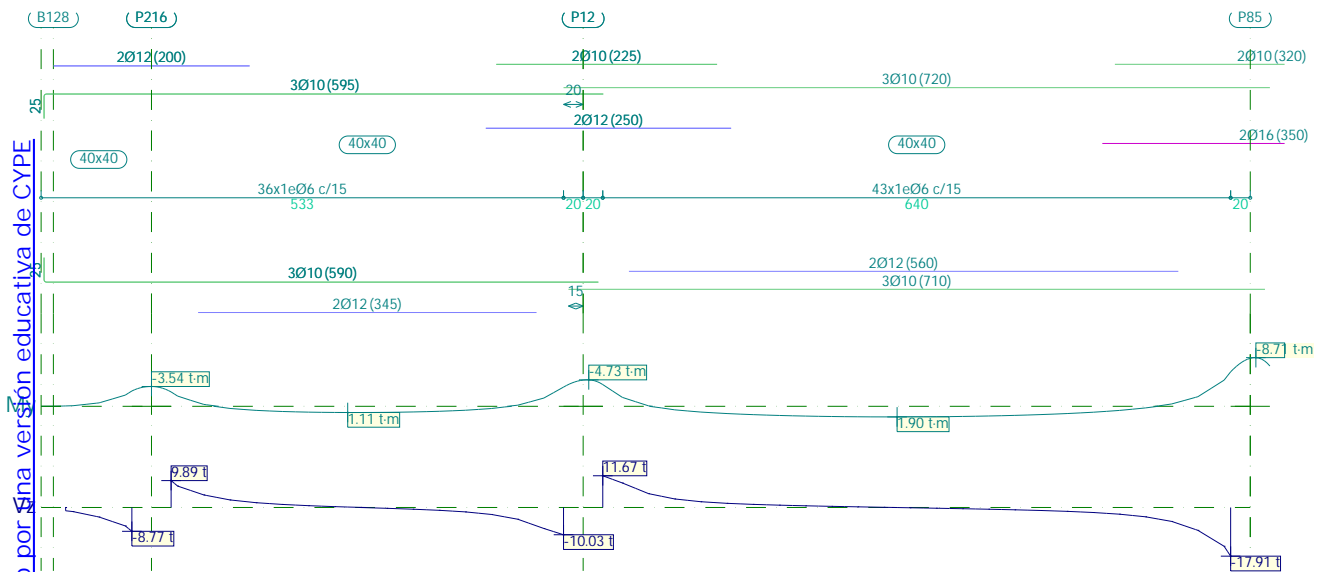 B128 P216 P12 P85
2Ø12(200) 2Ø10(225) 2Ø10(320)
3Ø10(595) 3Ø10(720)
25 20
2Ø12(250)
40x40 40x40 40x40 2Ø16(350)
36x1eØ6 c/15 43x1eØ6 c/15
533 20 20 640 20
2Ø12(560)
25 3Ø10(590) 3Ø10(710)
15
2Ø12(345)
-3.54 t·m -4.73 t·m -8.71 t·m
1.11 t·m 1.90 t·m
9.89 t 11.67 t
-8.77 t -10.03 t -17.91 t
por una versión educativa de CYPE